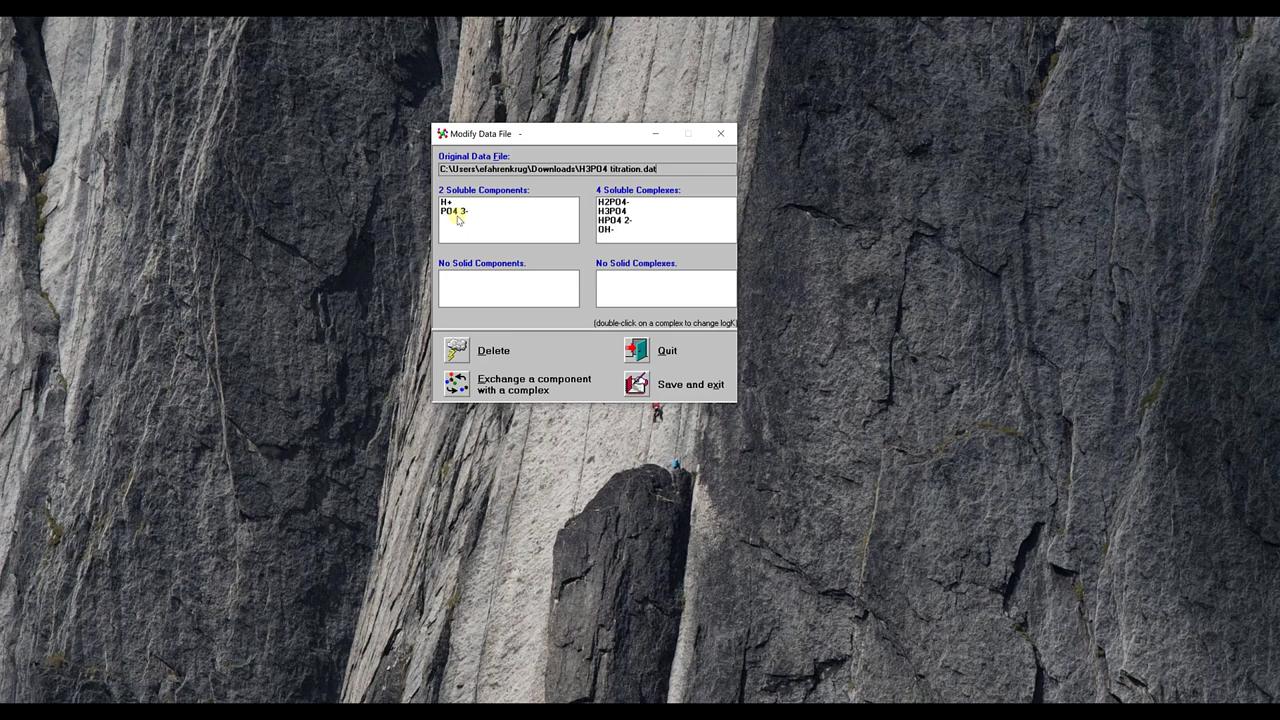 Modify Data File -
Original Data File:
C:\Users\efahrenkrug\Downloads\H3PO4 titration.dat
2 Soluble Components:
H+
PO4 3-
4 Soluble Complexes:
H2PO4-
H3PO4
HPO4 2-
OH-
No Solid Components.
No Solid Complexes.
(double-click on a complex to change logK)
Delete
Quit
Exchange a component
with a complex
Save and exit